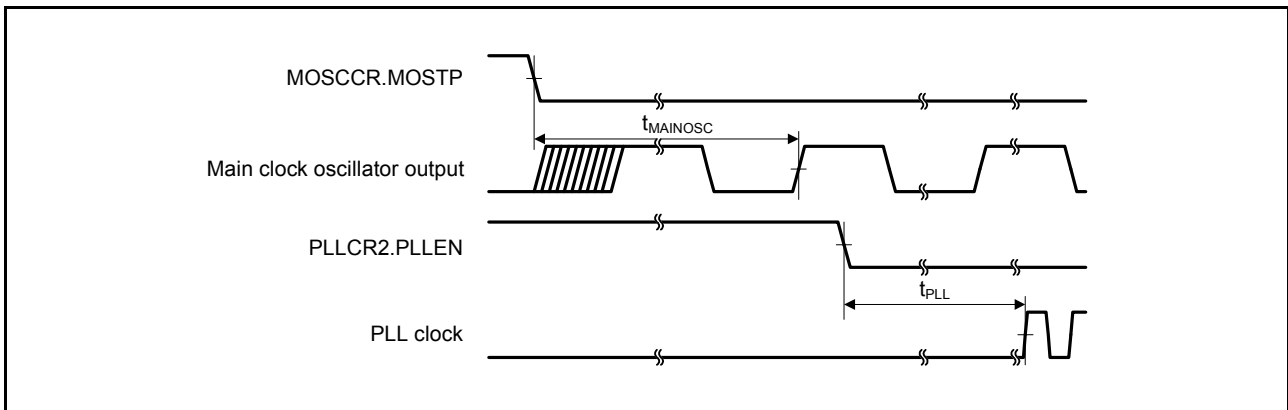 MOSCCR.MOSTP
tMAINOSC
Main clock oscillator output
PLLCR2.PLLEN
tPLL
PLL clock